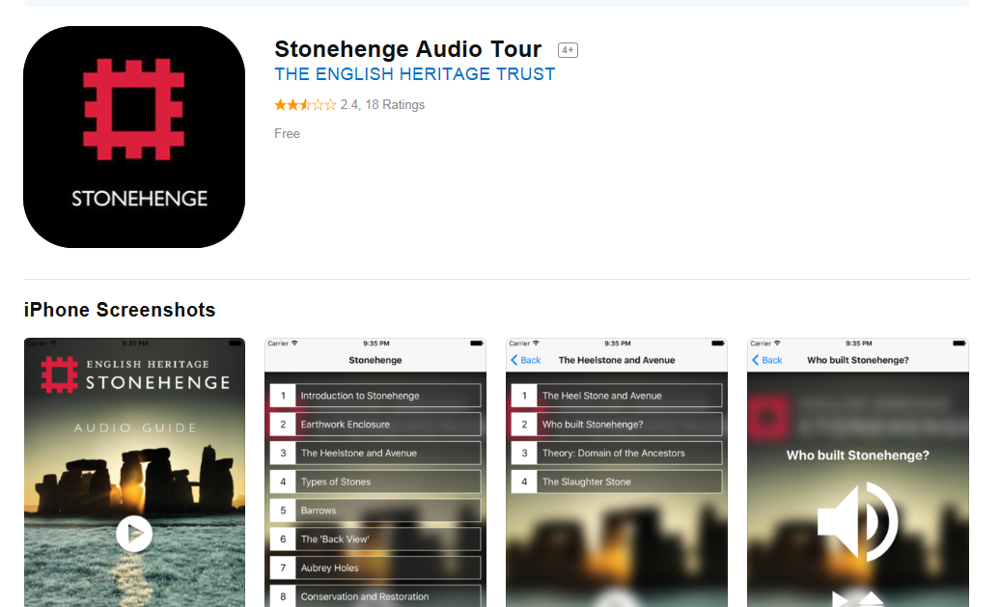 Stonehenge Audio Tour 4+
THE ENGLISH HERITAGE TRUST
2.4, 18 Ratings
Free
STONEHENGE
iPhone Screenshots
Carrier 9:35 PM
ENGLISH HERITAGE
STONEHENGE
AUDIO GUIDE
Carrier 9:35 PM
Stonehenge
1 Introduction to Stonehenge
2 Earthwork Enclosure
3 The Heelstone and Avenue
4 Types of Stones
5 Barrows
6 The 'Back View'
7 Aubrey Holes
8 Conservation and Restoration
Carrier 9:35 PM
Back The Heelstone and Avenue
1 The Heel Stone and Avenue
2 Who built Stonehenge?
3 Theory: Domain of the Ancestors
4 The Slaughter Stone
Carrier 9:35 PM
Back Who built Stonehenge?
Who built Stonehenge?